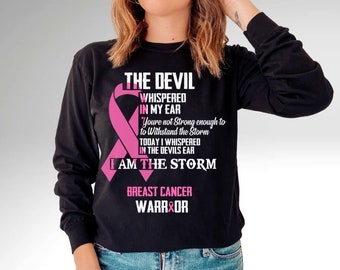 THE DEVIL
WHISPERED
IN MY EAR
"Youre not Strong enough to
to Withstand the Storm
TODAY I WHISPERED
IN THE DEVILS EAR
I AM THE STORM
BREAST CANCER
WARRIOR